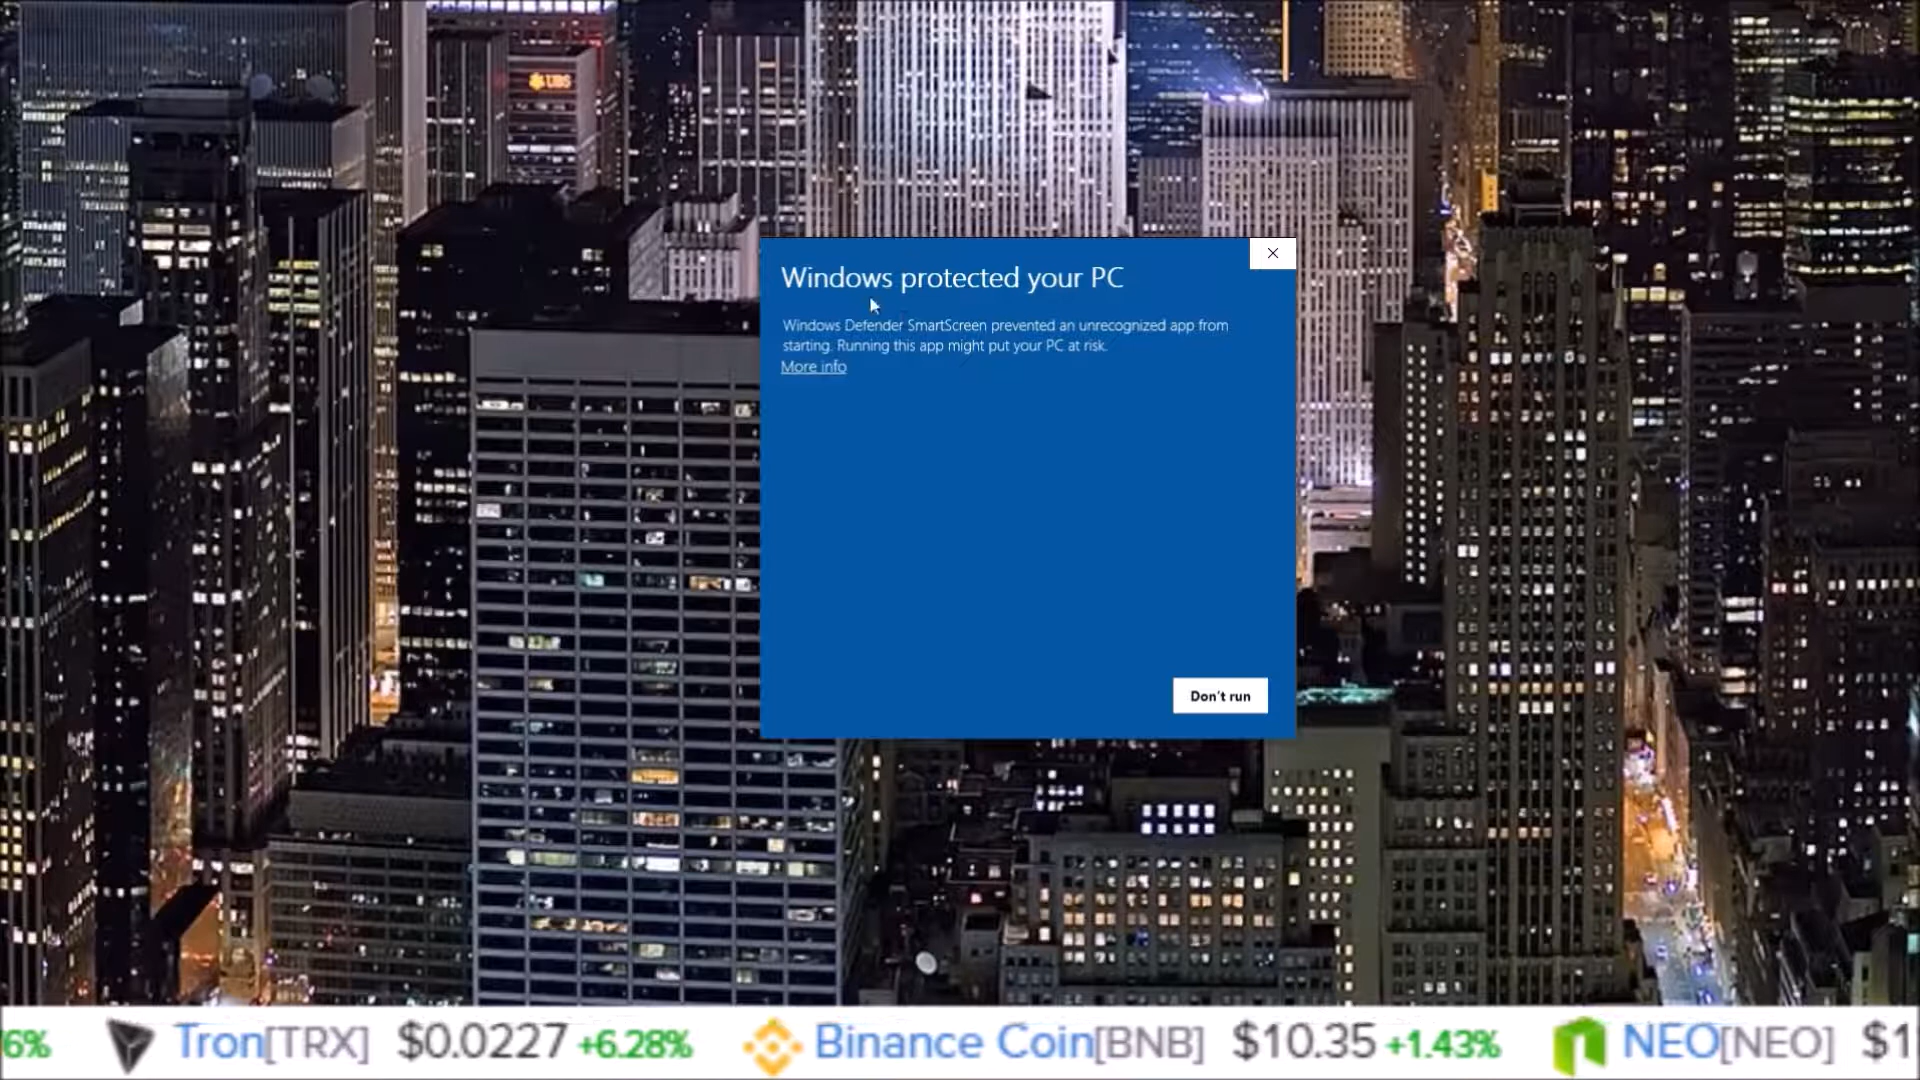 UBS
Windows protected your PC
Windows Defender SmartScreen prevented an unrecognized app from
starting. Running this app might put your PC at risk.
More info
Don't run
6% Tron[TRX] $0.0227 +6.28% Binance Coin[BNB] $10.35 +1.43% NEO[NEO] $1